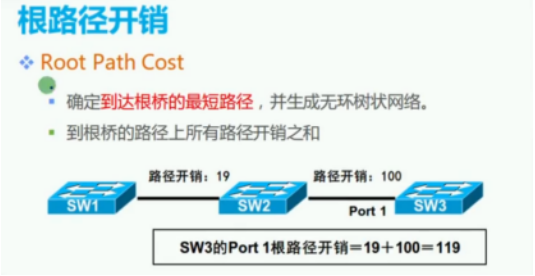 根路径开销
Root Path Cost
确定到达根桥的最短路径，并生成无环树状网络。
到根桥的路径上所有路径开销之和
路径开销：19
路径开销：100
SW1
SW2
Port 1
SW3
SW3的Port 1根路径开销＝19＋100＝119